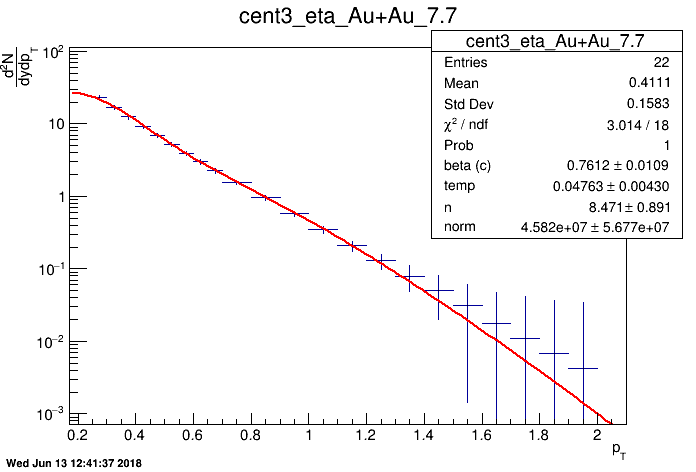 cent3_eta_Au+Au_7.7
d²N
dydp_T
cent3_eta_Au+Au_7.7
Entries 22
Mean 0.4111
Std Dev 0.1583
χ² / ndf 3.014 / 18
Prob 1
beta (c) 0.7612 ± 0.0109
temp 0.04763 ± 0.00430
n 8.471 ± 0.891
norm 4.582e+07 ± 5.677e+07
10²
10
1
10⁻¹
10⁻²
10⁻³
0.2 0.4 0.6 0.8 1 1.2 1.4 1.6 1.8 2
p_T
Wed Jun 13 12:41:37 2018